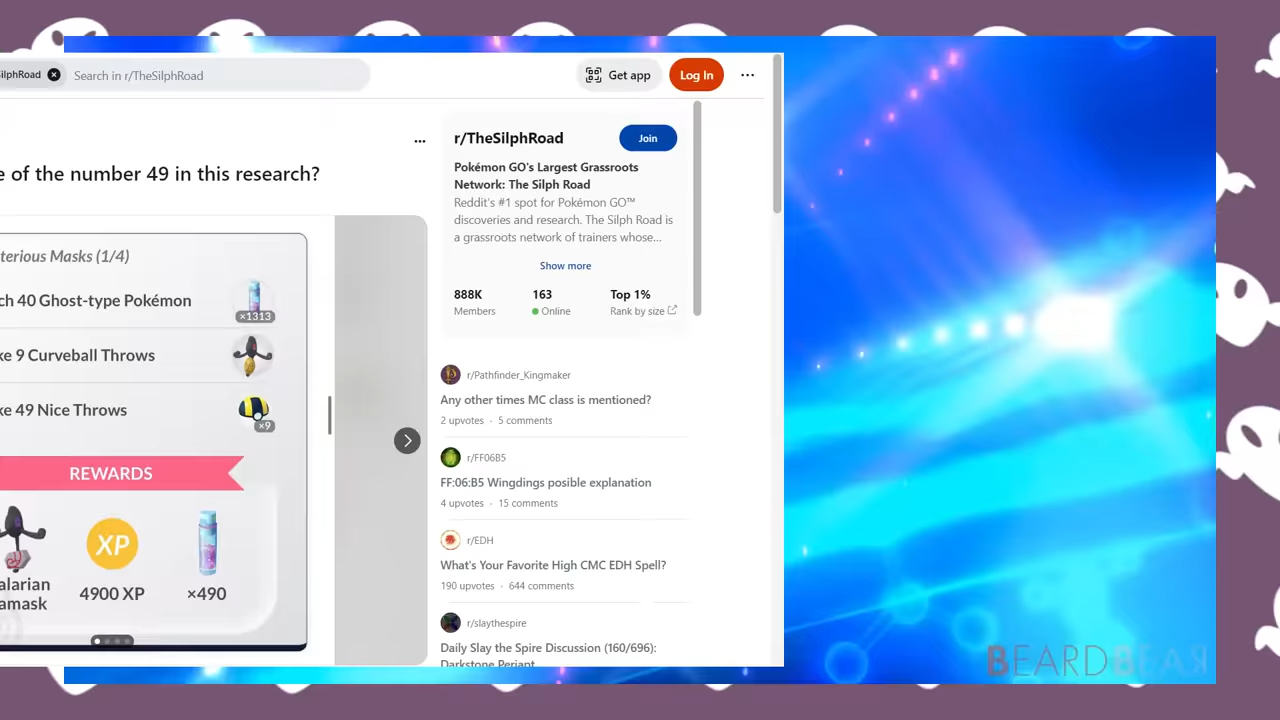 SilphRoad
Search in r/TheSilphRoad
Get app
Log In
r/TheSilphRoad
Join
e of the number 49 in this research?
Pokémon GO's Largest Grassroots
Network: The Silph Road
Reddit's #1 spot for Pokémon GO™
discoveries and research. The Silph Road is
a grassroots network of trainers whose...
Show more
888K
163
Top 1%
Members
Online
Rank by size
terious Masks (1/4)
ch 40 Ghost-type Pokémon
×1313
ke 9 Curveball Throws
ke 49 Nice Throws
×9
REWARDS
XP
alarian
amask
4900 XP
×490
r/Pathfinder_Kingmaker
Any other times MC class is mentioned?
2 upvotes · 5 comments
r/FF06B5
FF:06:B5 Wingdings posible explanation
4 upvotes · 15 comments
r/EDH
What's Your Favorite High CMC EDH Spell?
190 upvotes · 644 comments
r/slaythespire
Daily Slay the Spire Discussion (160/696):
Darkstone Periapt
BEARDBEAR